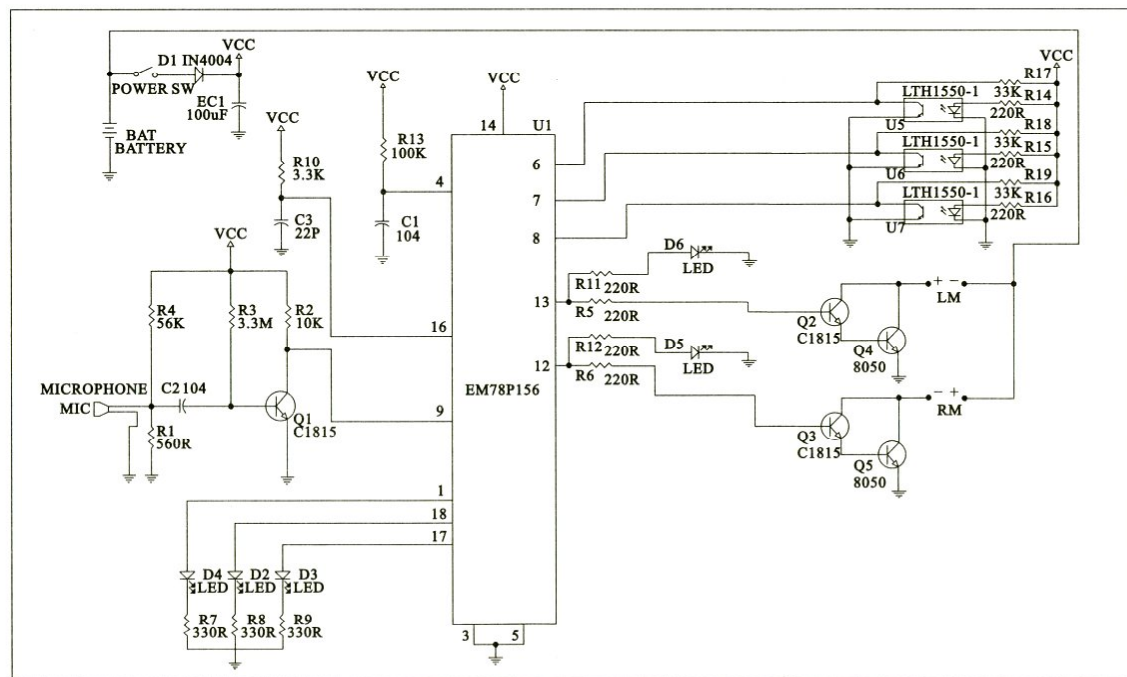 D1 IN4004
VCC
POWER SW
EC1
100uF
BAT
BATTERY
VCC
R10
3.3K
C3
22P
VCC
R13
100K
C1
104
VCC
14
U1
4
6
7
8
13
12
16
9
1
18
17
3
5
EM78P156
VCC
R17
33K
LTH1550-1
R14
220R
U5
R18
33K
LTH1550-1
R15
220R
U6
R19
33K
LTH1550-1
R16
220R
U7
D6
LED
R11
220R
R5
220R
R12
220R
D5
LED
R6
220R
Q2
C1815
Q4
8050
+ -
LM
Q3
C1815
Q5
8050
- +
RM
VCC
R4
56K
R3
3.3M
R2
10K
MICROPHONE
MIC
C2 104
R1
560R
Q1
C1815
D4
LED
D2
LED
D3
LED
R7
330R
R8
330R
R9
330R